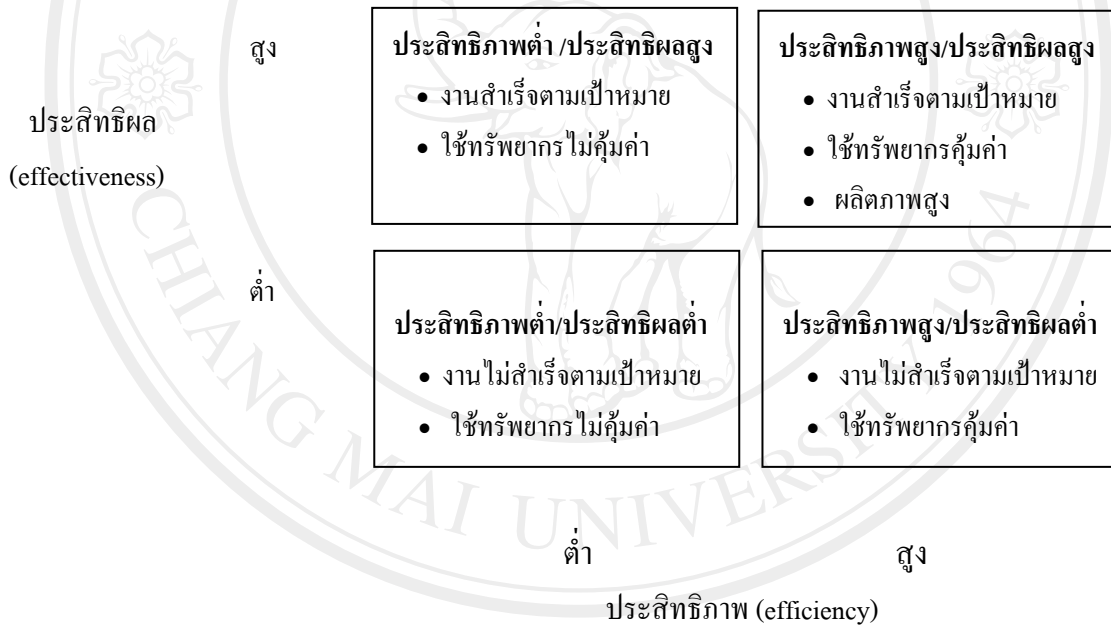 สูง
ประสิทธิผล
(effectiveness)
ประสิทธิภาพต่ำ /ประสิทธิผลสูง
• งานสำเร็จตามเป้าหมาย
• ใช้ทรัพยากรไม่คุ้มค่า
ประสิทธิภาพสูง/ประสิทธิผลสูง
• งานสำเร็จตามเป้าหมาย
• ใช้ทรัพยากรคุ้มค่า
• ผลิตภาพสูง
ต่ำ
ประสิทธิภาพต่ำ/ประสิทธิผลต่ำ
• งานไม่สำเร็จตามเป้าหมาย
• ใช้ทรัพยากรไม่คุ้มค่า
ประสิทธิภาพสูง/ประสิทธิผลต่ำ
• งานไม่สำเร็จตามเป้าหมาย
• ใช้ทรัพยากรคุ้มค่า
ต่ำ
สูง
ประสิทธิภาพ (efficiency)
CHIANG MAI UNIVERSITY 1964